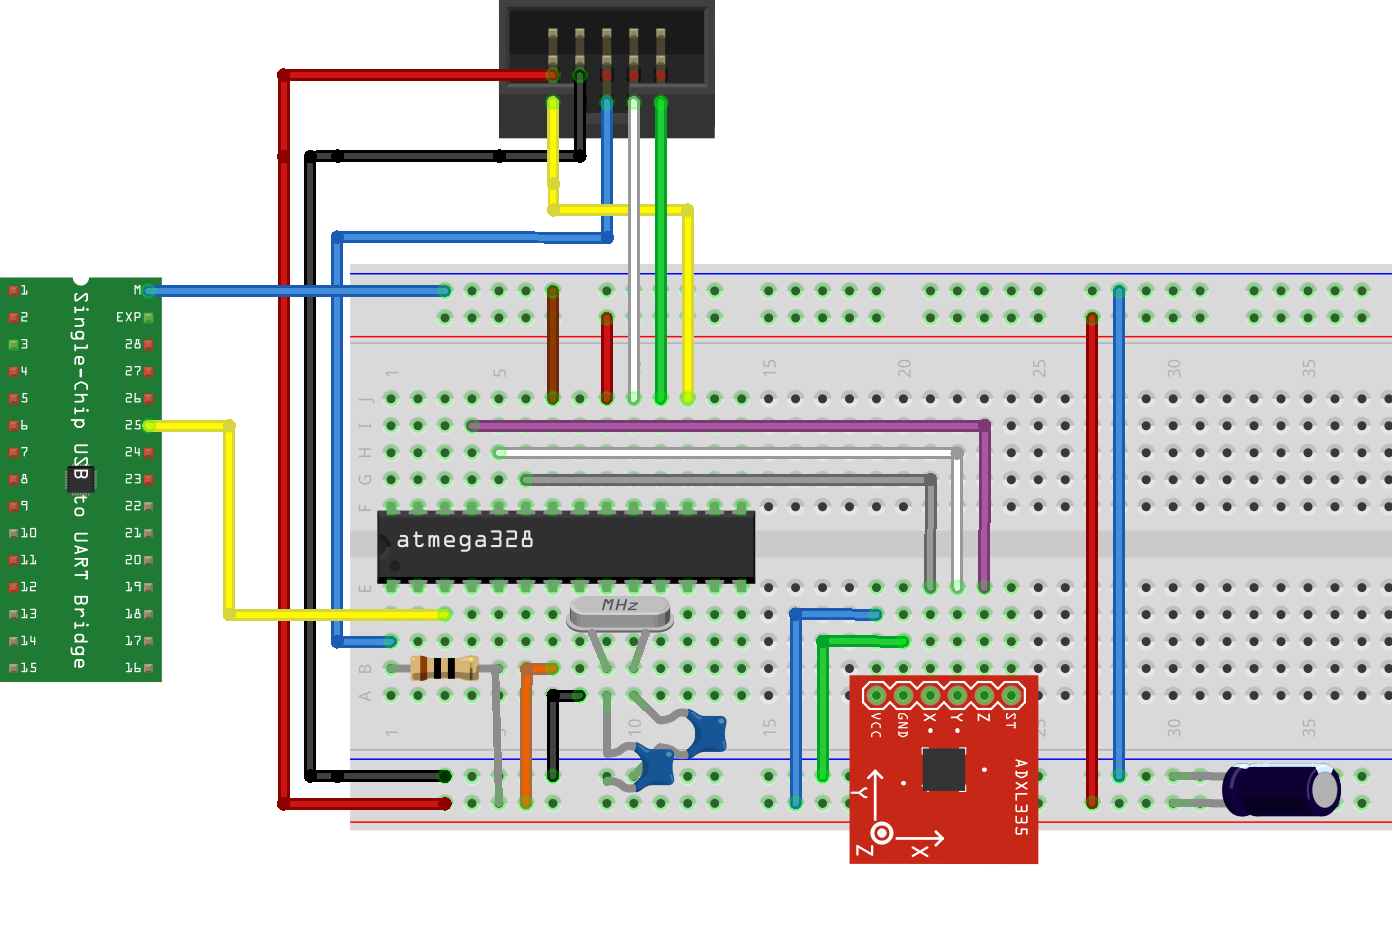 1 M
2 EXP
3 28
4 27
5 26
6 25
7 24
8 23
9 22
10 21
11 20
12 19
13 18
14 17
15 16
Single-Chip USB to UART Bridge
1 5 15 20 25 30 35
J
I
H
G
F
atmega328
E
MHz
B
A
1 10 15 25 30 35
VCC GND X Y Z ST
ADXL335
Y
Z
X